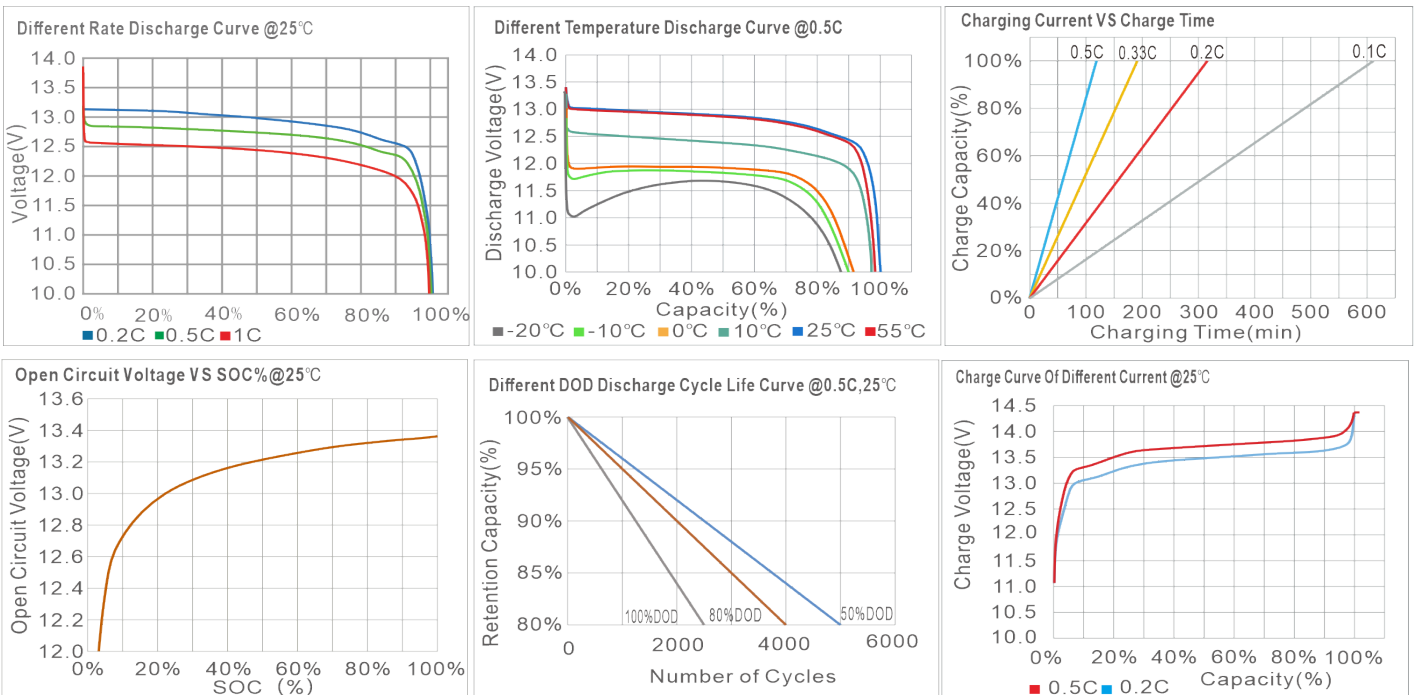 Different Rate Discharge Curve @25℃
Voltage(V)
14.0
13.5
13.0
12.5
12.0
11.5
11.0
10.5
10.0
0% 20% 40% 60% 80% 100%
0.2C 0.5C 1C
Different Temperature Discharge Curve @0.5C
Discharge Voltage(V)
14.0
13.5
13.0
12.5
12.0
11.5
11.0
10.5
10.0
0% 20% 40% 60% 80% 100%
Capacity(%)
-20℃ -10℃ 0℃ 10℃ 25℃ 55℃
Charging Current VS Charge Time
Charge Capacity(%)
100%
80%
60%
40%
20%
0%
0.5C 0.33C 0.2C 0.1C
0 100 200 300 400 500 600
Charging Time(min)
Open Circuit Voltage VS SOC%@25℃
Open Circuit Voltage(V)
13.6
13.4
13.2
13.0
12.8
12.6
12.4
12.2
12.0
0% 20% 40% 60% 80% 100%
SOC (%)
Different DOD Discharge Cycle Life Curve @0.5C,25℃
Retention Capacity(%
100%
95%
90%
85%
80%
100%DOD 80%DOD 50%DOD
0 2000 4000 6000
Number of Cycles
Charge Curve Of Different Current @25℃
Charge Voltage(V)
14.5
14.0
13.5
13.0
12.5
12.0
11.5
11.0
10.5
10.0
0% 20% 40% 60% 80% 100%
Capacity(%)
0.5C 0.2C